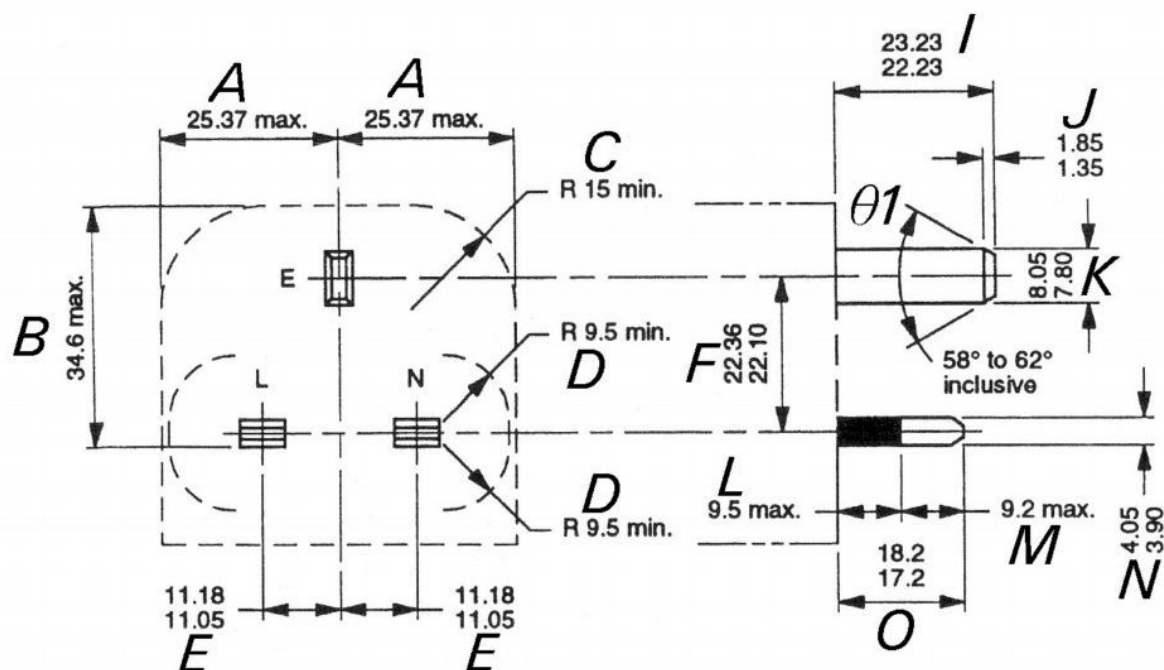 A
25.37 max.
A
25.37 max.
C
R 15 min.
23.23
22.23
I
J
1.85
1.35
θ1
8.05
7.80
K
E
B
34.6 max.
R 9.5 min.
D
F
22.36
22.10
58° to 62°
inclusive
L
N
D
R 9.5 min.
L
9.5 max.
9.2 max.
M
4.05
3.90
N
18.2
17.2
O
11.18
11.05
E
11.18
11.05
E